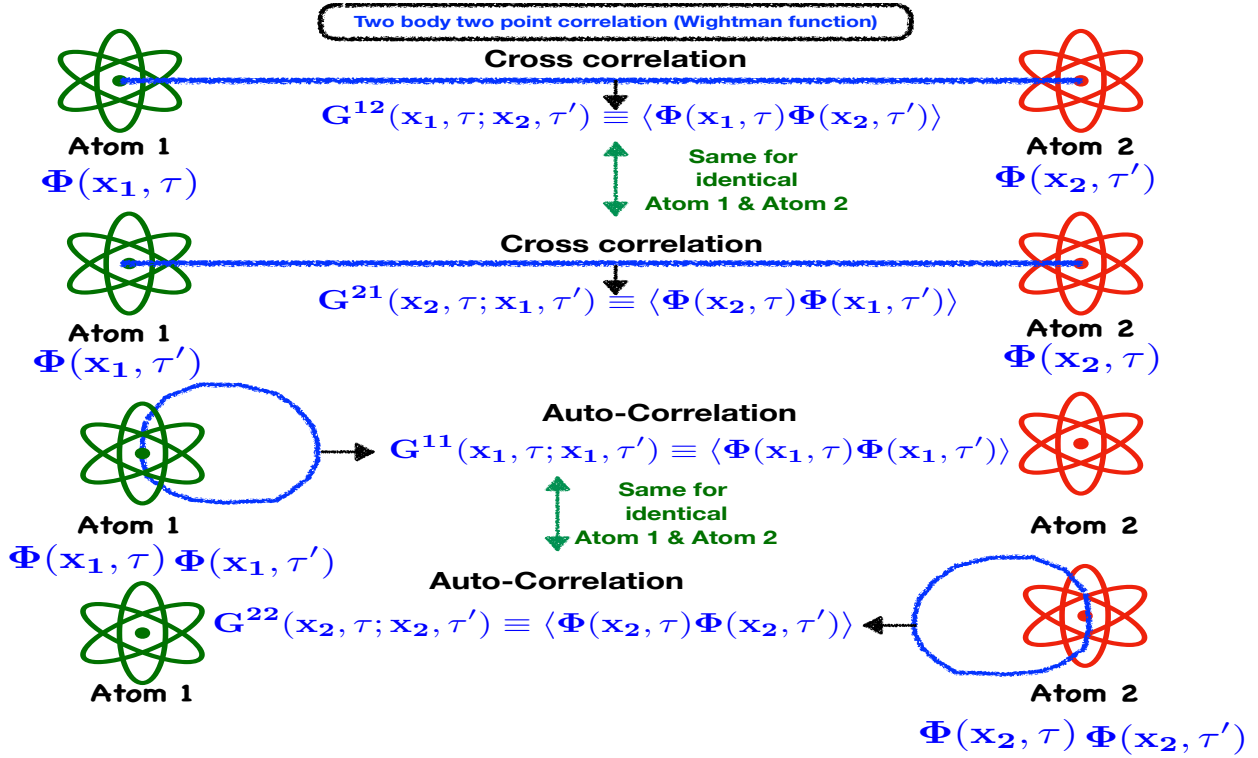 Two body two point correlation (Wightman function)
Cross correlation
G¹²(x₁, τ; x₂, τ′) ≡ ⟨Φ(x₁, τ)Φ(x₂, τ′)⟩
Atom 1
Φ(x₁, τ)
Same for
identical
Atom 1 & Atom 2
Atom 2
Φ(x₂, τ′)
Cross correlation
G²¹(x₂, τ; x₁, τ′) ≡ ⟨Φ(x₂, τ)Φ(x₁, τ′)⟩
Atom 1
Φ(x₁, τ′)
Atom 2
Φ(x₂, τ)
Auto-Correlation
G¹¹(x₁, τ; x₁, τ′) ≡ ⟨Φ(x₁, τ)Φ(x₁, τ′)⟩
Atom 1
Φ(x₁, τ) Φ(x₁, τ′)
Same for
identical
Atom 1 & Atom 2
Atom 2
Auto-Correlation
G²²(x₂, τ; x₂, τ′) ≡ ⟨Φ(x₂, τ)Φ(x₂, τ′)⟩
Atom 1
Atom 2
Φ(x₂, τ) Φ(x₂, τ′)